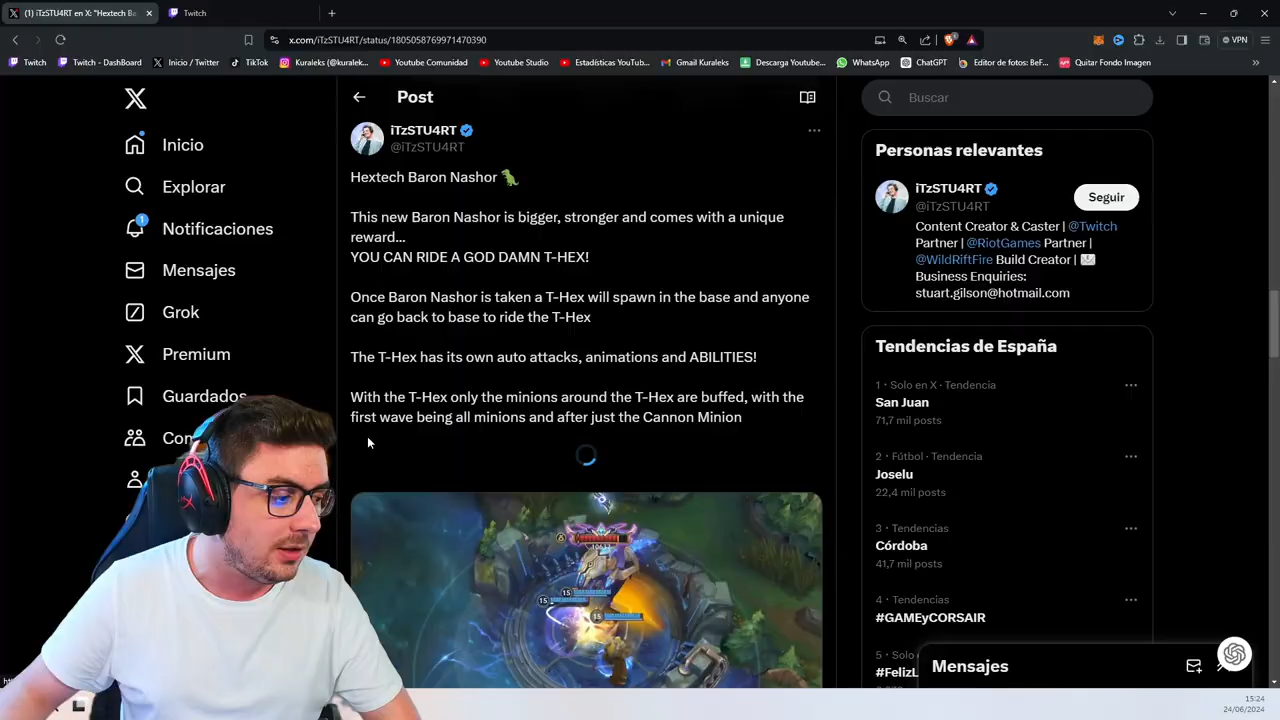 (1) iTzSTU4RT en X: "Hextech Ba
Twitch
x.com/iTzSTU4RT/status/1805058769971470390
VPN
Twitch
Twitch - DashBoard
Inicio / Twitter
TikTok
Kuraleks (@kuralek...
Youtube Comunidad
Youtube Studio
Estadísticas YouTub...
Gmail Kuraleks
Descarga Youtube...
WhatsApp
ChatGPT
Editor de fotos: BeF...
Quitar Fondo Imagen
Inicio
Explorar
1
Notificaciones
Mensajes
Grok
Premium
Guardados
Post
iTzSTU4RT
@iTzSTU4RT
Hextech Baron Nashor 🦖
This new Baron Nashor is bigger, stronger and comes with a unique
reward...
YOU CAN RIDE A GOD DAMN T-HEX!
Once Baron Nashor is taken a T-Hex will spawn in the base and anyone
can go back to base to ride the T-Hex
The T-Hex has its own auto attacks, animations and ABILITIES!
With the T-Hex only the minions around the T-Hex are buffed, with the
first wave being all minions and after just the Cannon Minion
15
15
15
Buscar
Personas relevantes
iTzSTU4RT
@iTzSTU4RT
Seguir
Content Creator & Caster | @Twitch
Partner | @RiotGames Partner |
@WildRiftFire Build Creator | 📧
Business Enquiries:
stuart.gilson@hotmail.com
Tendencias de España
1 · Solo en X · Tendencia
San Juan
71,7 mil posts
2 · Fútbol · Tendencia
Joselu
22,4 mil posts
3 · Tendencias
Córdoba
41,7 mil posts
4 · Tendencias
#GAMEyCORSAIR
5 · Solo
#FelizL
Mensajes
15:24
24/06/2024